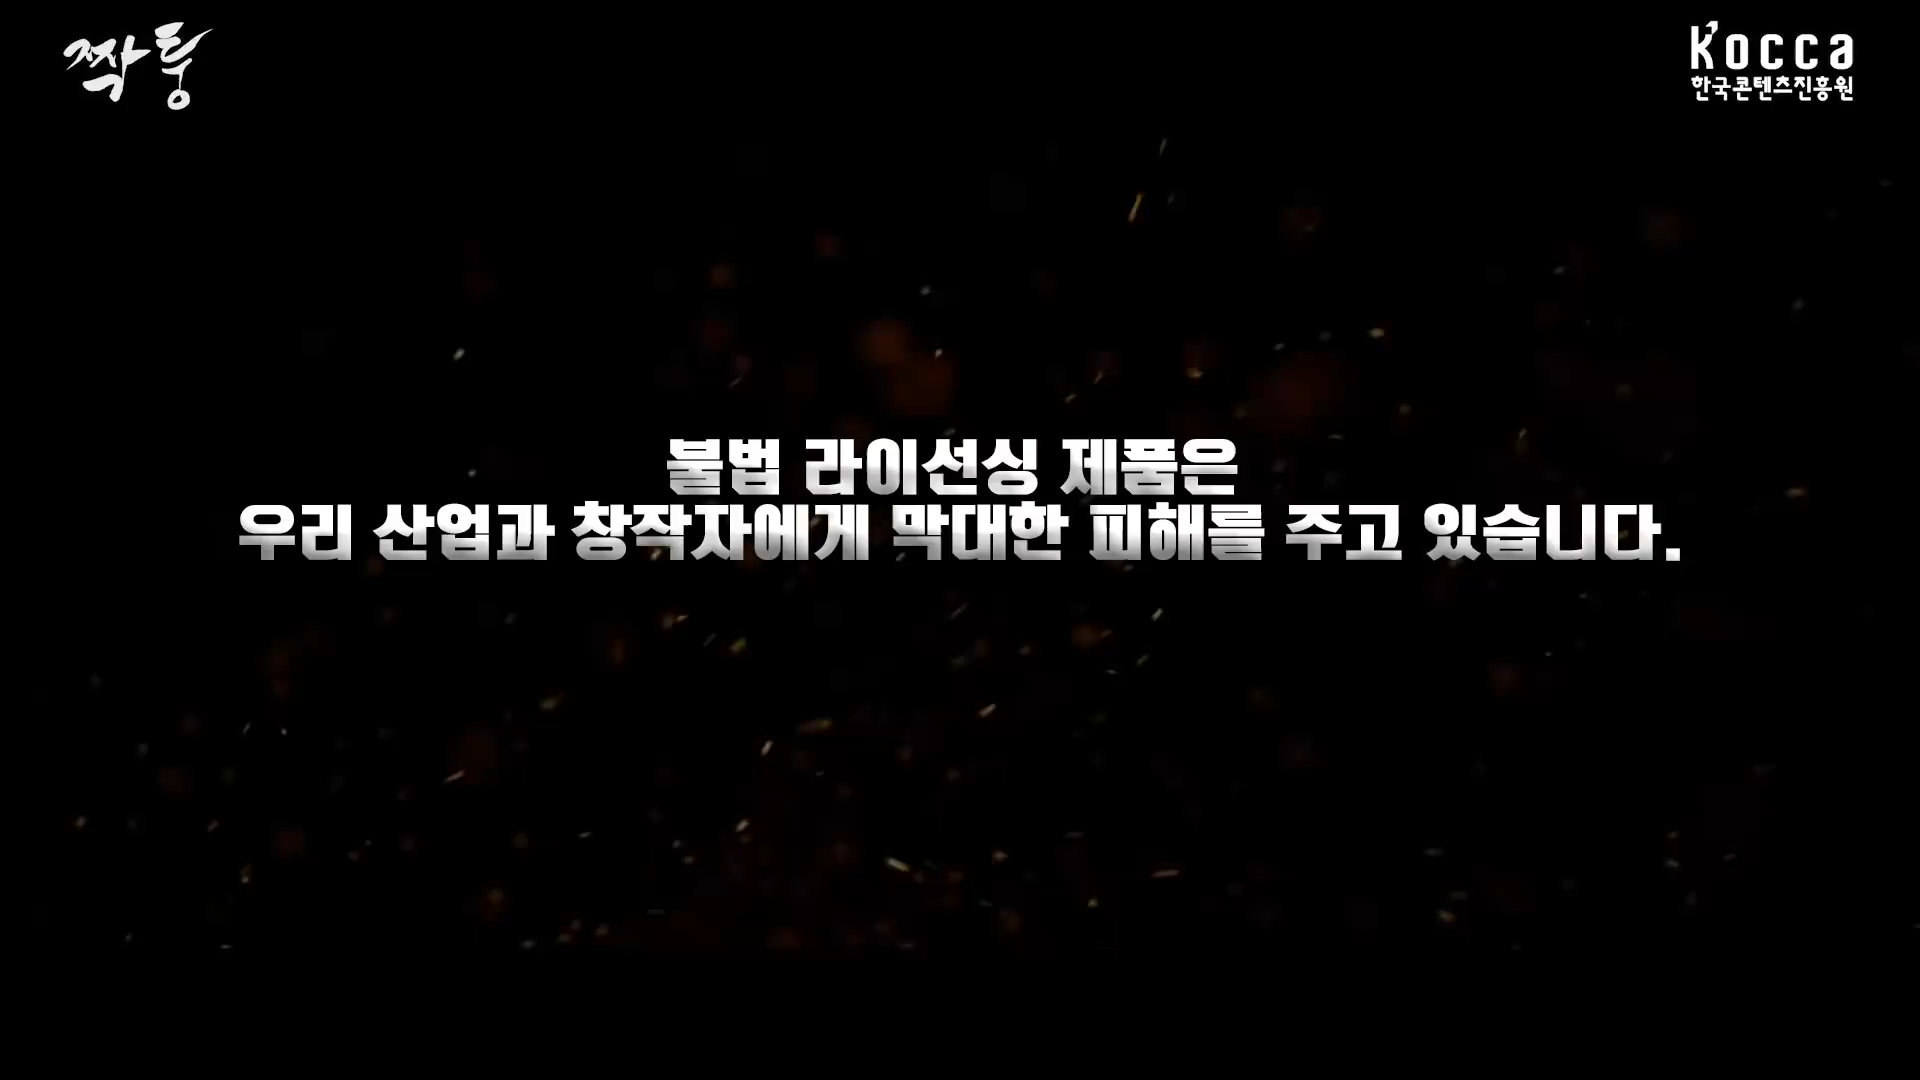 짝퉁
Kocca
한국콘텐츠진흥원
불법 라이선싱 제품은
우리 산업과 창작자에게 막대한 피해를 주고 있습니다.